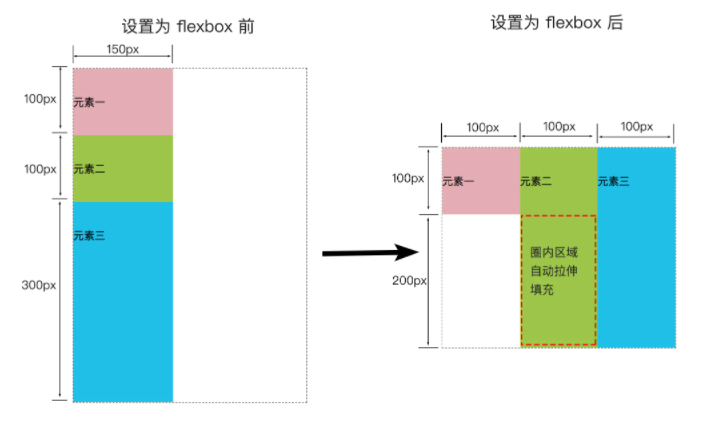 设置为 flexbox 前
150px
100px
元素一
100px
元素二
元素三
300px
设置为 flexbox 后
100px
100px
100px
100px
元素一
元素二
元素三
200px
圈内区域
自动拉伸
填充